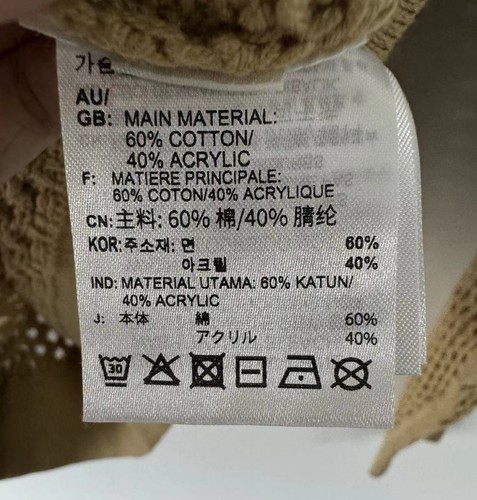 AU/
GB: MAIN MATERIAL:
60% COTTON/
40% ACRYLIC
F: MATIERE PRINCIPALE:
60% COTON/40% ACRYLIQUE
CN:主料: 60% 棉/40% 腈纶
KOR:주소재: 면 60%
아크릴 40%
IND: MATERIAL UTAMA: 60% KATUN/
40% ACRYLIC
J: 本体 綿 60%
アクリル 40%
30